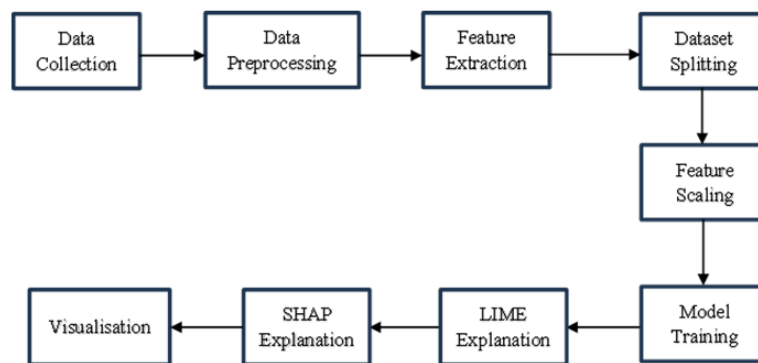 Data
Collection
Data
Preprocessing
Feature
Extraction
Dataset
Splitting
Feature
Scaling
Model
Training
LIME
Explanation
SHAP
Explanation
Visualisation